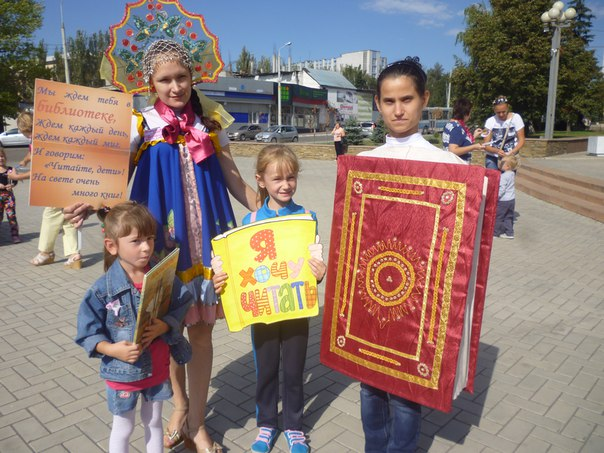 Мы ждем тебя в
библиотеке,
Ждем каждый день,
Ждем каждый миг.
И говорим:
«Читайте, дети»!
На свете очень
много книг!
Я
хочу
читать